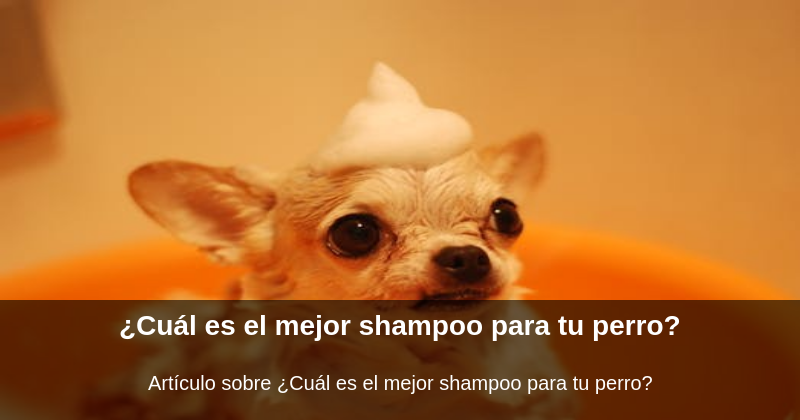 ¿Cuál es el mejor shampoo para tu perro?
Artículo sobre ¿Cuál es el mejor shampoo para tu perro?